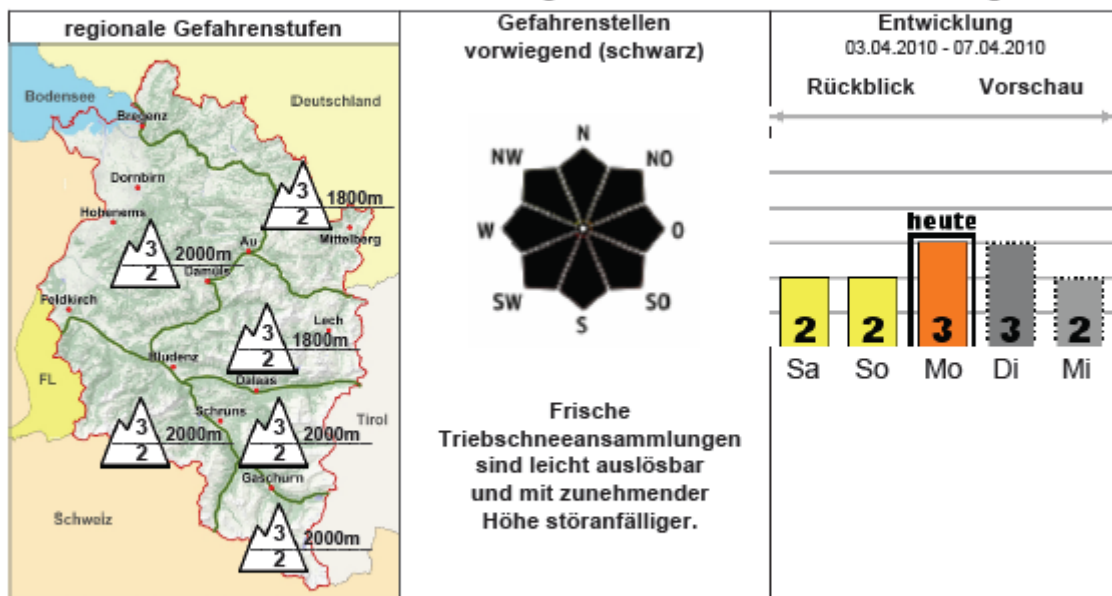 regionale Gefahrenstufen
Bodensee
Deutschland
Bregenz
Dornbirn
Hohenems
3
2
1800m
Mittelberg
3
2
2000m
Au
Damüls
Feldkirch
3
2
1800m
Lech
Bludenz
FL
Dalaas
Schruns
Tirol
3
2
2000m
3
2
2000m
Gaschurn
Schweiz
3
2
2000m
Gefahrenstellen
vorwiegend (schwarz)
N
NW
NO
W
O
SW
SO
S
Frische
Triebschneeansammlungen
sind leicht auslösbar
und mit zunehmender
Höhe störanfälliger.
Entwicklung
03.04.2010 - 07.04.2010
Rückblick Vorschau
heute
2 2 3 3 2
Sa So Mo Di Mi